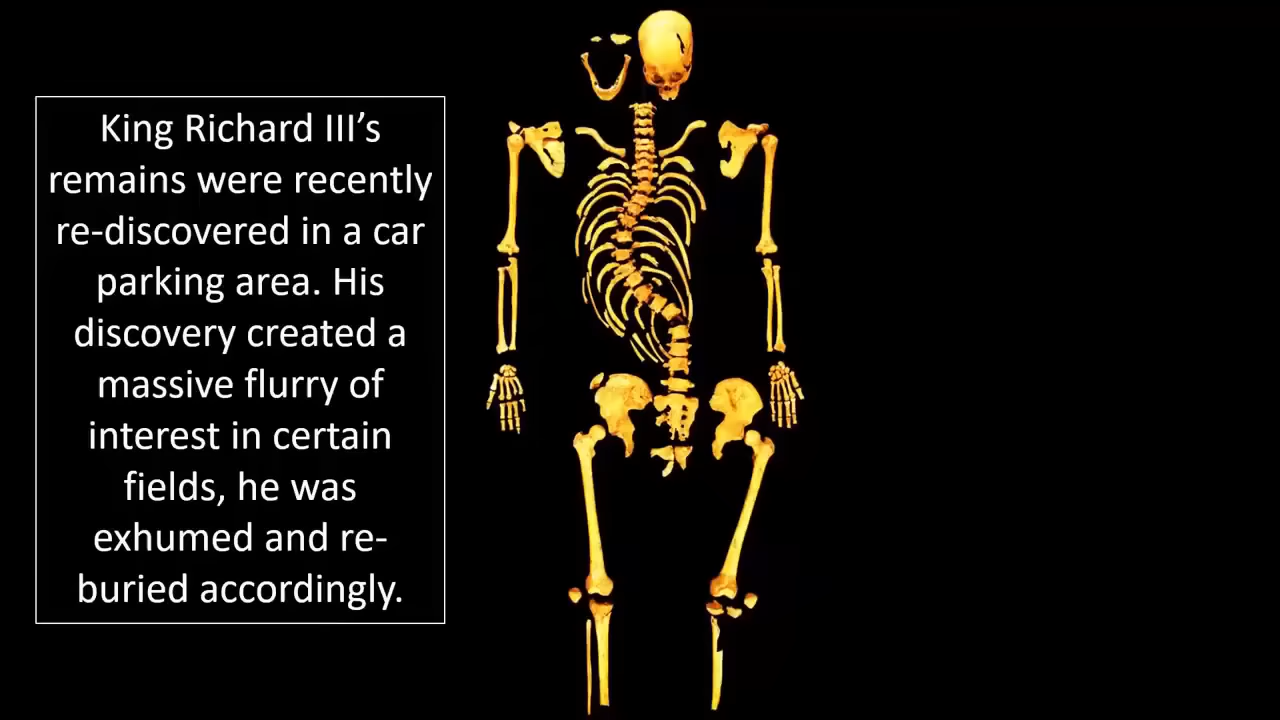 King Richard III’s
remains were recently
re-discovered in a car
parking area. His
discovery created a
massive flurry of
interest in certain
fields, he was
exhumed and re-
buried accordingly.